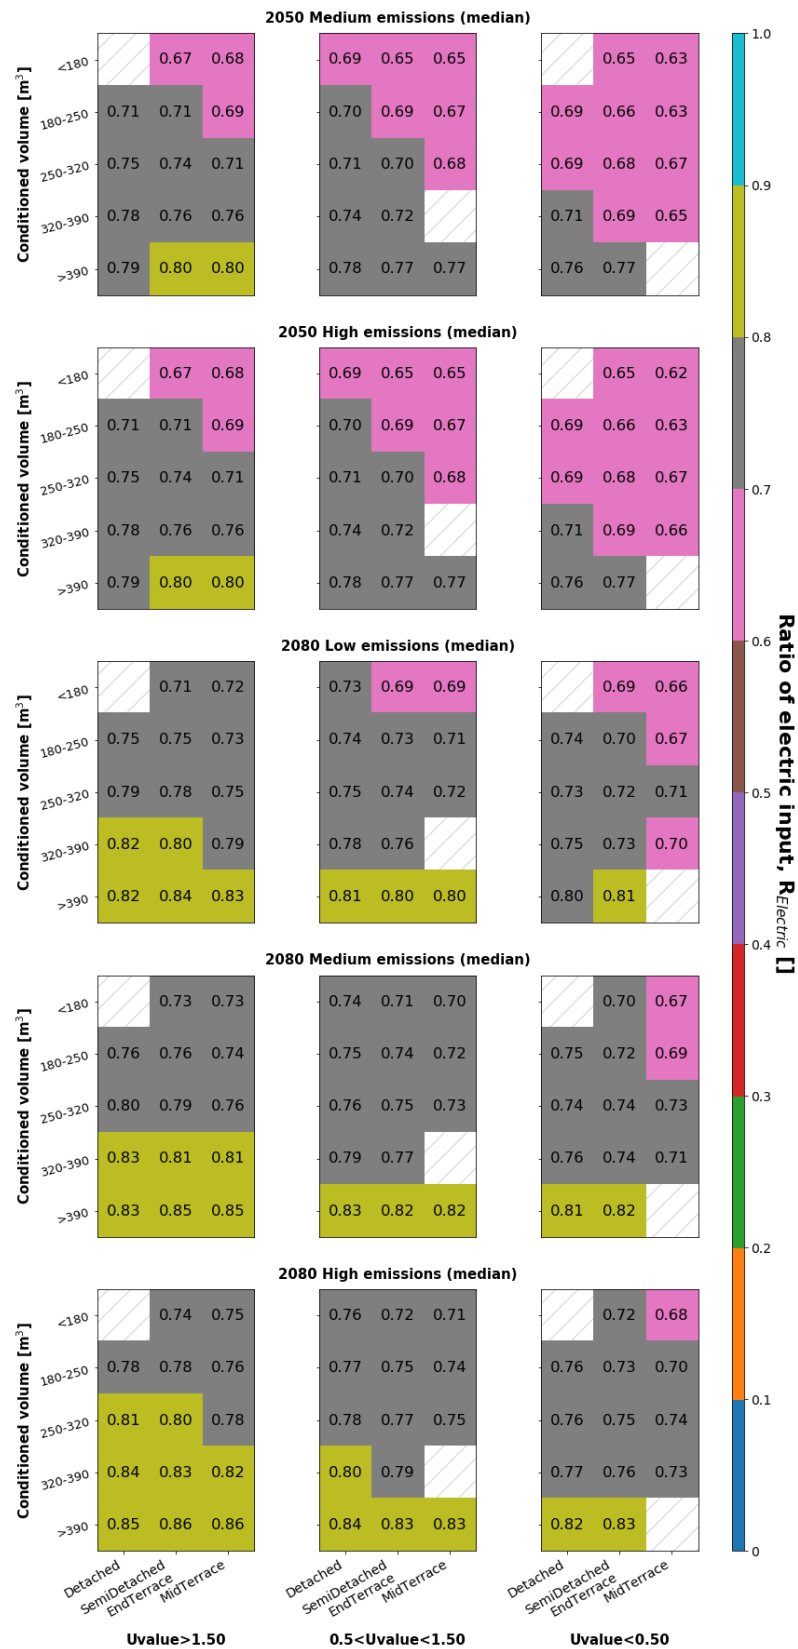 2050 Medium emissions (median)
Conditioned volume [m³]
<180 0.67 0.68 0.69 0.65 0.65 0.65 0.63
180-250 0.71 0.71 0.69 0.70 0.69 0.67 0.69 0.66 0.63
250-320 0.75 0.74 0.71 0.71 0.70 0.68 0.69 0.68 0.67
320-390 0.78 0.76 0.76 0.74 0.72 0.71 0.69 0.65
>390 0.79 0.80 0.80 0.78 0.77 0.77 0.76 0.77
2050 High emissions (median)
Conditioned volume [m³]
<180 0.67 0.68 0.69 0.65 0.65 0.65 0.62
180-250 0.71 0.71 0.69 0.70 0.69 0.67 0.69 0.66 0.63
250-320 0.75 0.74 0.71 0.71 0.70 0.68 0.69 0.68 0.67
320-390 0.78 0.76 0.76 0.74 0.72 0.71 0.69 0.66
>390 0.79 0.80 0.80 0.78 0.77 0.77 0.76 0.77
2080 Low emissions (median)
Conditioned volume [m³]
<180 0.71 0.72 0.73 0.69 0.69 0.69 0.66
180-250 0.75 0.75 0.73 0.74 0.73 0.71 0.74 0.70 0.67
250-320 0.79 0.78 0.75 0.75 0.74 0.72 0.73 0.72 0.71
320-390 0.82 0.80 0.79 0.78 0.76 0.75 0.73 0.70
>390 0.82 0.84 0.83 0.81 0.80 0.80 0.80 0.81
2080 Medium emissions (median)
Conditioned volume [m³]
<180 0.73 0.73 0.74 0.71 0.70 0.70 0.67
180-250 0.76 0.76 0.74 0.75 0.74 0.72 0.75 0.72 0.69
250-320 0.80 0.79 0.76 0.76 0.75 0.73 0.74 0.74 0.73
320-390 0.83 0.81 0.81 0.79 0.77 0.76 0.74 0.71
>390 0.83 0.85 0.85 0.83 0.82 0.82 0.81 0.82
2080 High emissions (median)
Conditioned volume [m³]
<180 0.74 0.75 0.76 0.72 0.71 0.72 0.68
180-250 0.78 0.78 0.76 0.77 0.75 0.74 0.76 0.73 0.70
250-320 0.81 0.80 0.78 0.78 0.77 0.75 0.76 0.75 0.74
320-390 0.84 0.83 0.82 0.80 0.79 0.77 0.76 0.73
>390 0.85 0.86 0.86 0.84 0.83 0.83 0.82 0.83
Detached
SemiDetached
EndTerrace
MidTerrace
Detached
SemiDetached
EndTerrace
MidTerrace
Detached
SemiDetached
EndTerrace
MidTerrace
Uvalue>1.50
0.5<Uvalue<1.50
Uvalue<0.50
1.0
0.9
0.8
0.7
0.6
0.5
0.4
0.3
0.2
0.1
0
Ratio of electric input, R_Electric []